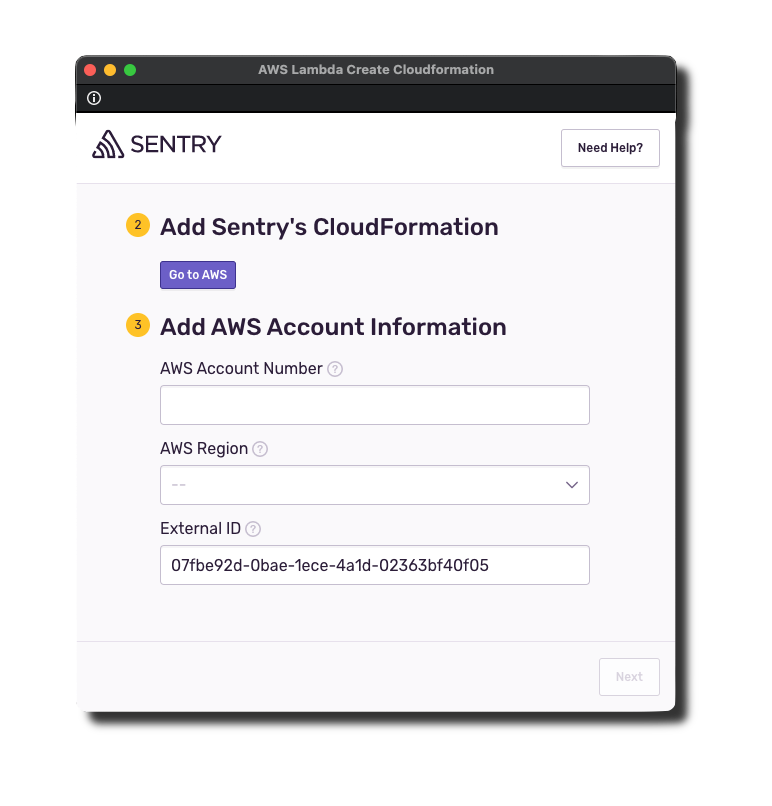 AWS Lambda Create Cloudformation
SENTRY
Need Help?
2
Add Sentry's CloudFormation
Go to AWS
3
Add AWS Account Information
AWS Account Number ?
AWS Region ?
--
External ID ?
07fbe92d-0bae-1ece-4a1d-02363bf40f05
Next